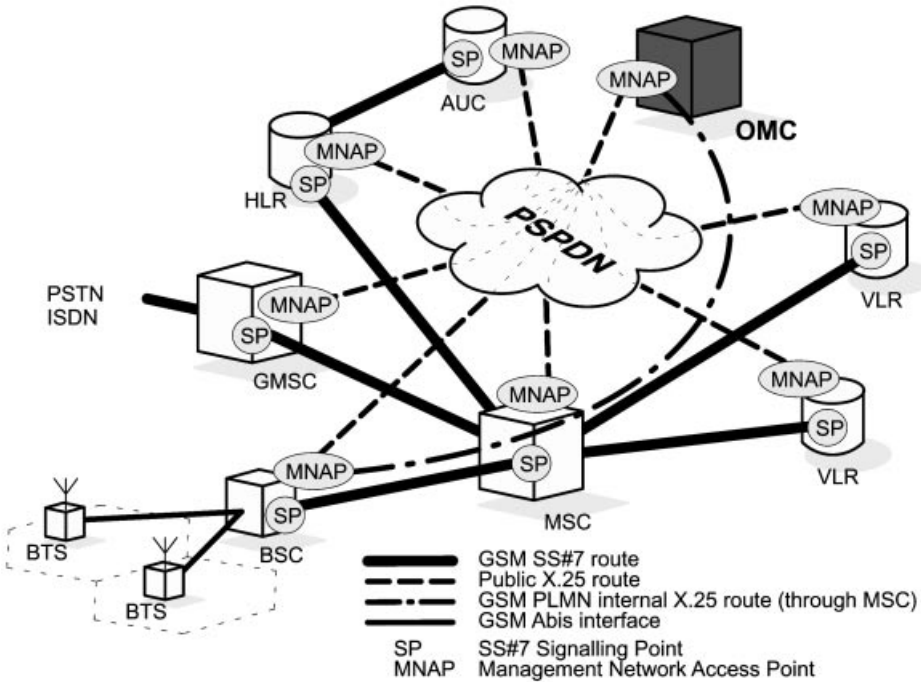 SP
MNAP
AUC
MNAP
OMC
MNAP
SP
HLR
PSPDN
MNAP
SP
VLR
PSTN
ISDN
MNAP
SP
GMSC
MNAP
MNAP
SP
VLR
MNAP
SP
MSC
SP
BSC
BTS
BTS
GSM SS#7 route
Public X.25 route
GSM PLMN internal X.25 route (through MSC)
GSM Abis interface
SP SS#7 Signalling Point
MNAP Management Network Access Point